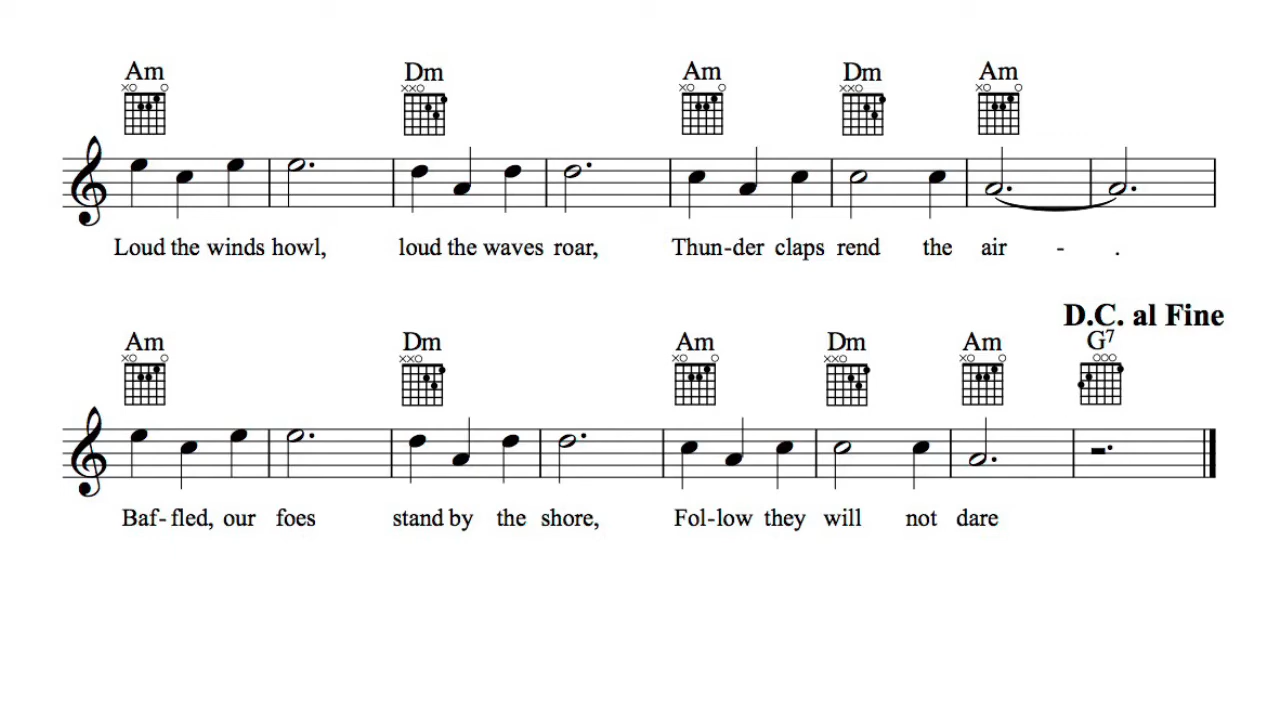 Am Dm Am Dm Am
Loud the winds howl, loud the waves roar, Thun-der claps rend the air - .
D.C. al Fine
Am Dm Am Dm Am G7
Baf-fled, our foes stand by the shore, Fol-low they will not dare